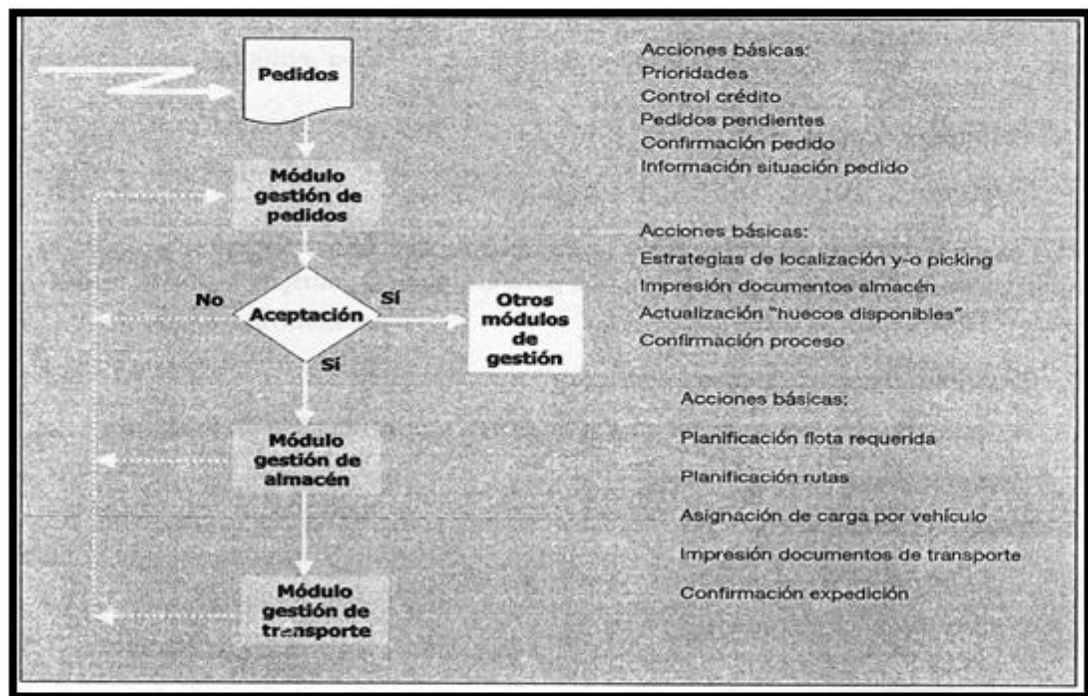 Pedidos
Módulo
gestión de
pedidos
No
Aceptación
Sí
Sí
Otros
módulos
de
gestión
Módulo
gestión de
almacén
Módulo
gestión de
transporte
Acciones básicas:
Prioridades
Control crédito
Pedidos pendientes
Confirmación pedido
Información situación pedido
Acciones básicas:
Estrategias de localización y-o picking
Impresión documentos almacén
Actualización "huecos disponibles"
Confirmación proceso
Acciones básicas:
Planificación flota requerida
Planificación rutas
Asignación de carga por vehículo
Impresión documentos de transporte
Confirmación expedición